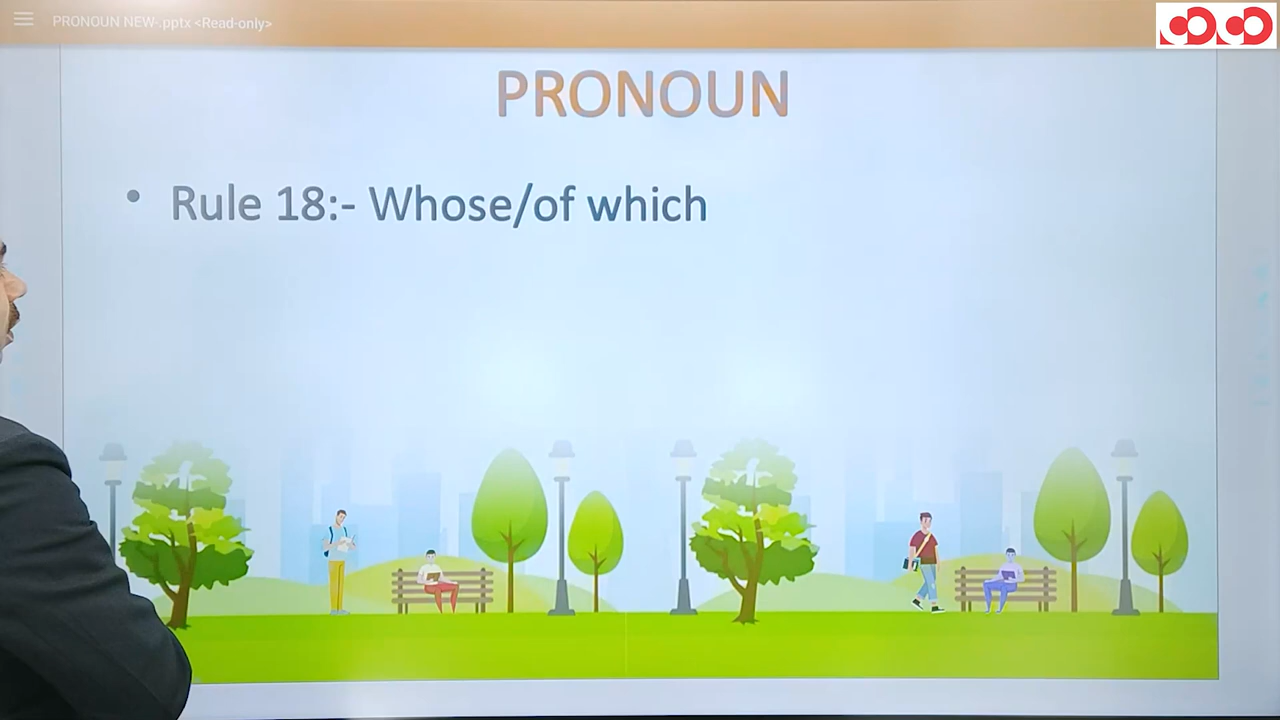 PRONOUN NEW-.pptx <Read-only>
PRONOUN
• Rule 18:- Whose/of which